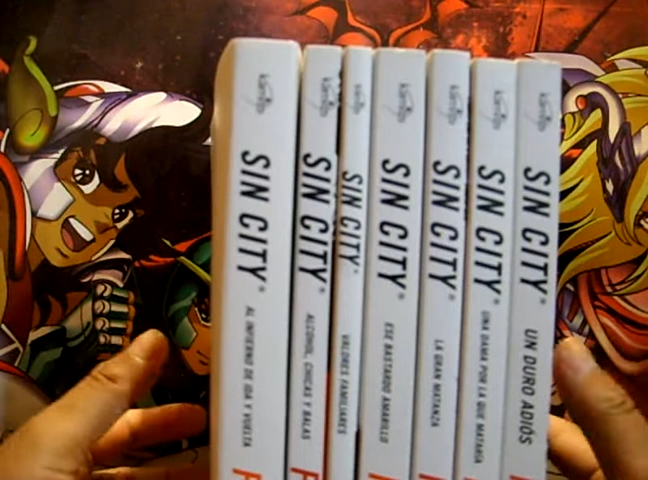 SIN CITY® AL INFIERNO DE IDA Y VUELTA
SIN CITY® ALCOHOL, CHICAS Y BALAS
SIN CITY® VALORES FAMILIARES
SIN CITY® ESE BASTARDO AMARILLO
SIN CITY® LA GRAN MATANZA
SIN CITY® UNA DAMA POR LA QUE MATARÍA
SIN CITY® UN DURO ADIÓS